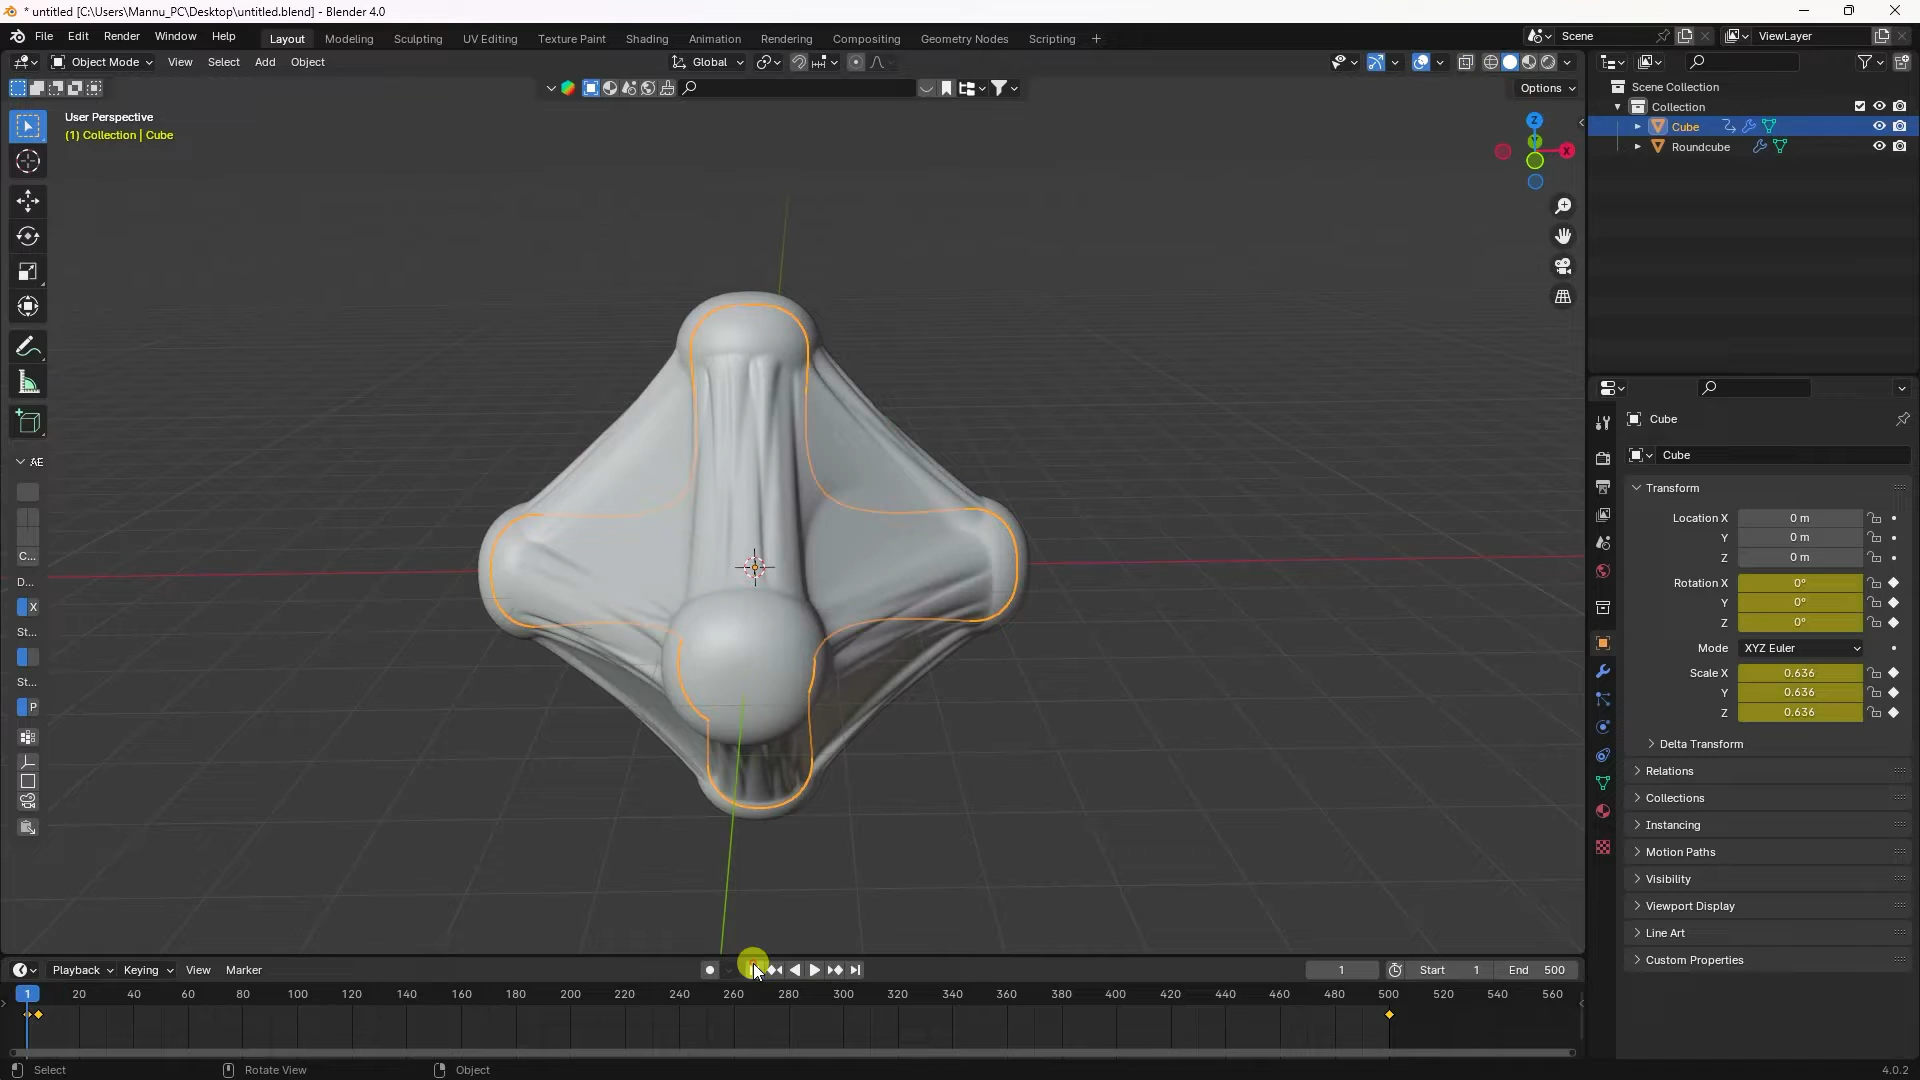 * untitled [C:\Users\Mannu_PC\Desktop\untitled.blend] - Blender 4.0
File Edit Render Window Help
Layout Modeling Sculpting UV Editing Texture Paint Shading Animation Rendering Compositing Geometry Nodes Scripting +
Scene
ViewLayer
Object Mode View Select Add Object
Global
Options
User Perspective
(1) Collection | Cube
Z
Y
X
Scene Collection
Collection
Cube
Roundcube
AE
C...
D...
X
St...
St...
P
Cube
Cube
Transform
Location X 0 m
Y 0 m
Z 0 m
Rotation X 0°
Y 0°
Z 0°
Mode XYZ Euler
Scale X 0.636
Y 0.636
Z 0.636
Delta Transform
Relations
Collections
Instancing
Motion Paths
Visibility
Viewport Display
Line Art
Custom Properties
Playback Keying View Marker
1 Start 1 End 500
1 20 40 60 80 100 120 140 160 180 200 220 240 260 280 300 320 340 360 380 400 420 440 460 480 500 520 540 560
Select Rotate View Object 4.0.2